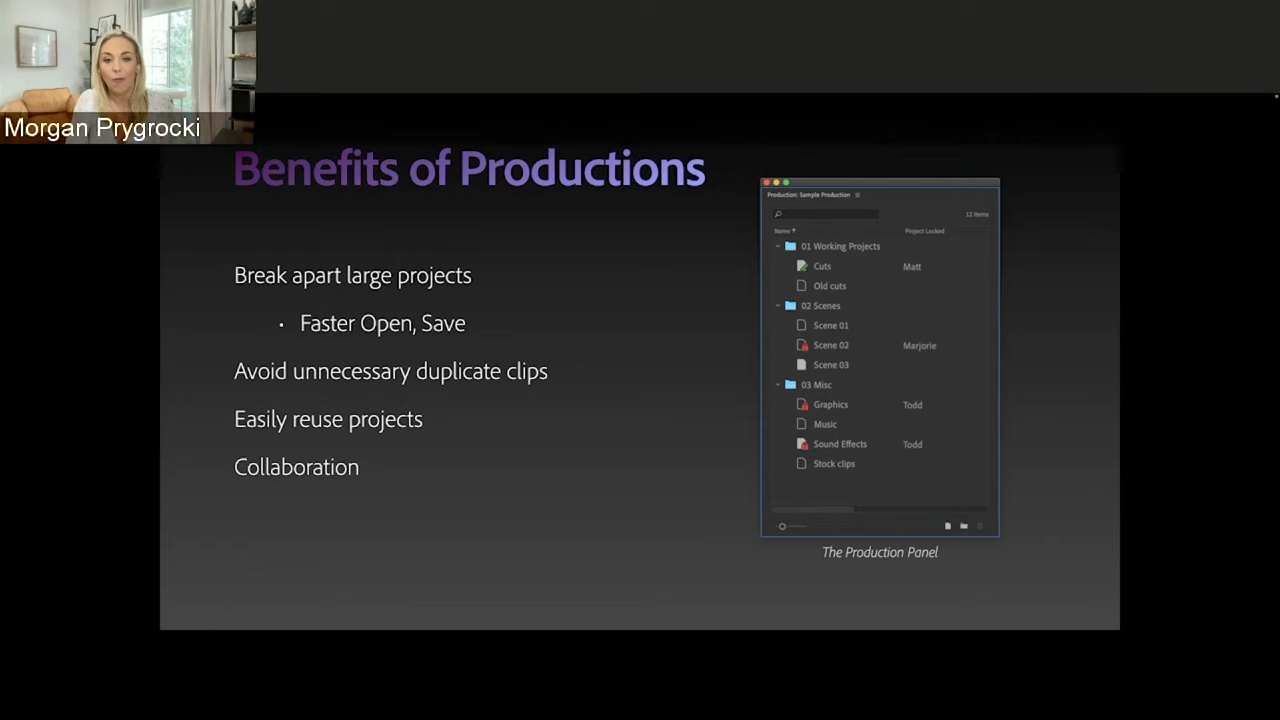 Morgan Prygrocki
Benefits of Productions
Break apart large projects
• Faster Open, Save
Avoid unnecessary duplicate clips
Easily reuse projects
Collaboration
Production: Sample Production
12 Items
Name Project Locked
01 Working Projects
Cuts Matt
Old cuts
02 Scenes
Scene 01
Scene 02 Marjorie
Scene 03
03 Misc
Graphics Todd
Music
Sound Effects Todd
Stock clips
The Production Panel